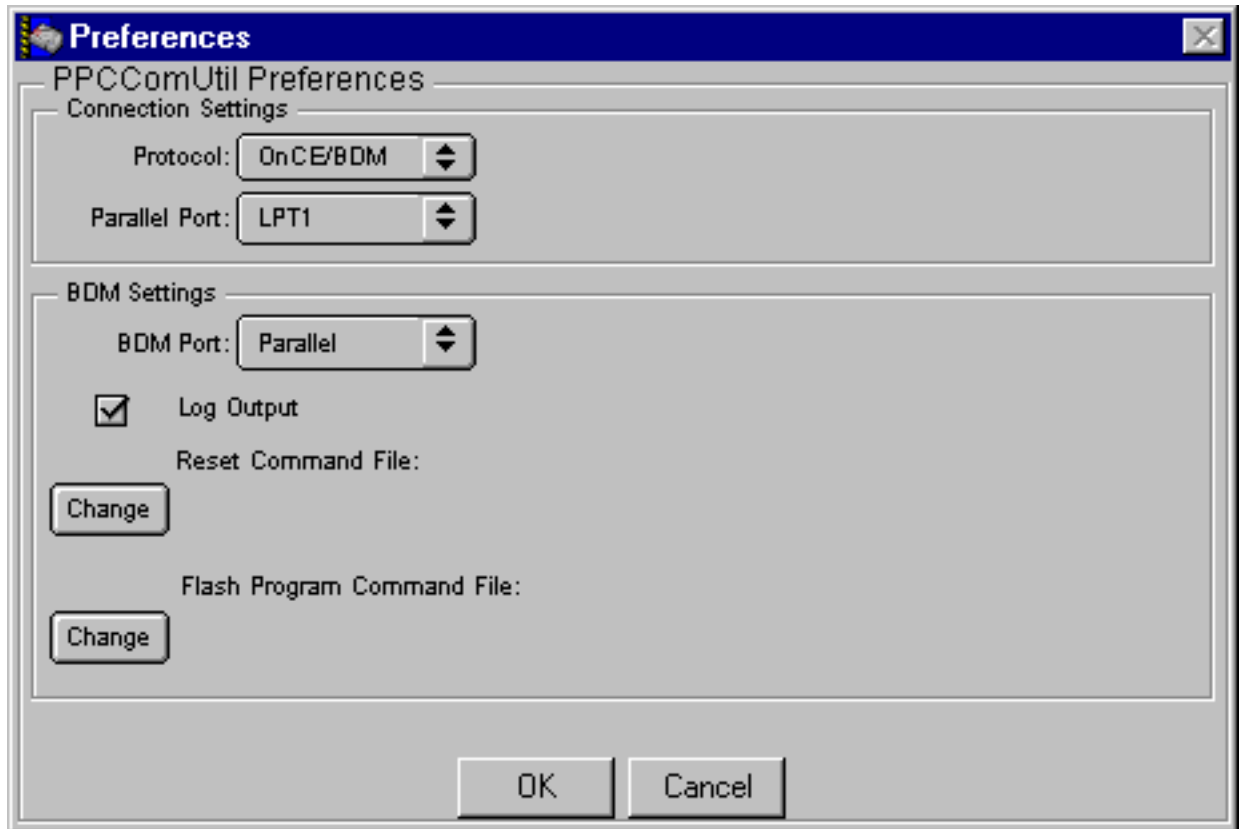 Preferences
PPCComUtil Preferences
Connection Settings
Protocol: OnCE/BDM
Parallel Port: LPT1
BDM Settings
BDM Port: Parallel
Log Output
Reset Command File:
Change
Flash Program Command File:
Change
OK Cancel